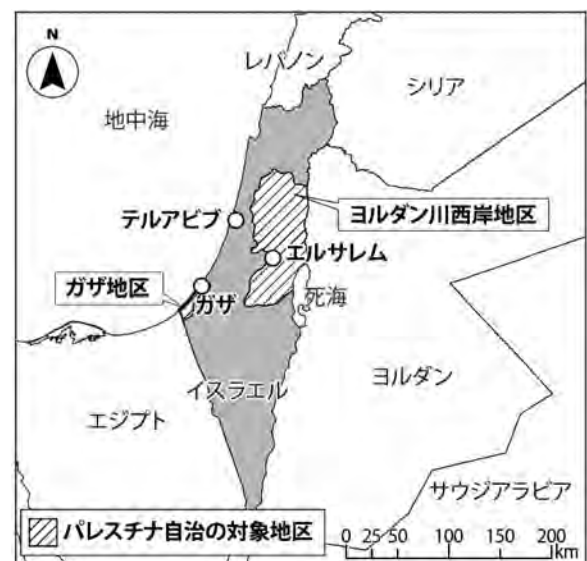 N
レバノン
シリア
地中海
テルアビブ
ヨルダン川西岸地区
エルサレム
ガザ地区
ガザ
死海
イスラエル
ヨルダン
エジプト
サウジアラビア
パレスチナ自治の対象地区
0 25 50 100 150 200
km